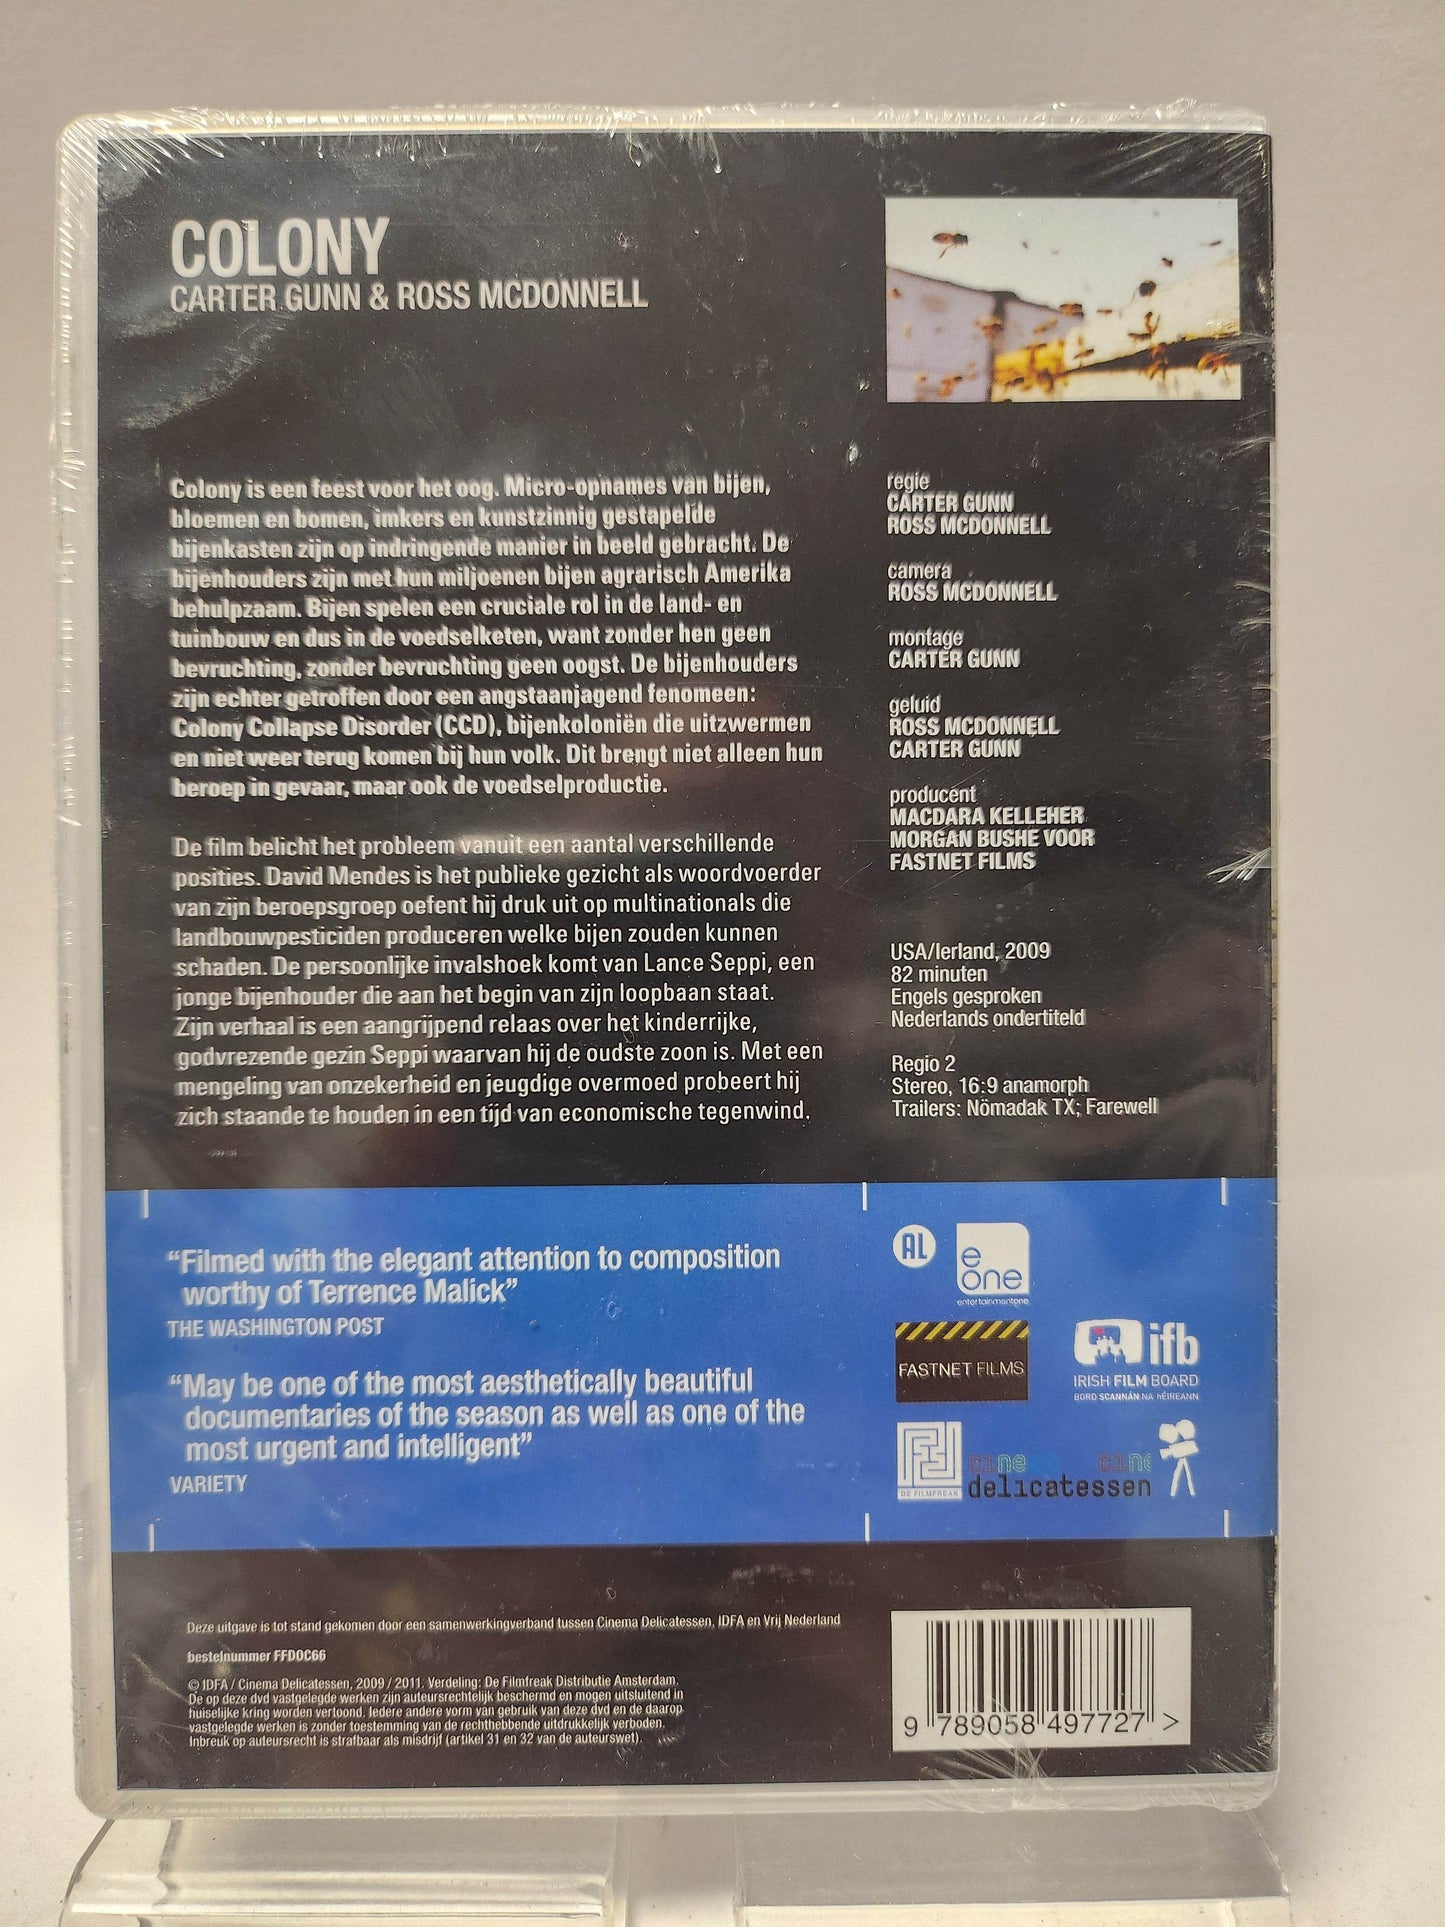 COLONY
CARTER GUNN & ROSS MCDONNELL
Colony is een feest voor het oog. Micro-opnames van bijen,
bloemen en bomen, imkers en kunstzinnig gestapelde
bijenkasten zijn op indringende manier in beeld gebracht. De
bijenhouders zijn met hun miljoenen bijen agrarisch Amerika
behulpzaam. Bijen spelen een cruciale rol in de land- en
tuinbouw en dus in de voedselketen, want zonder hen geen
bevruchting, zonder bevruchting geen oogst. De bijenhouders
zijn echter getroffen door een angstaanjagend fenomeen:
Colony Collapse Disorder (CCD), bijenkoloniën die uitzwermen
en niet weer terug komen bij hun volk. Dit brengt niet alleen hun
beroep in gevaar, maar ook de voedselproductie.
De film belicht het probleem vanuit een aantal verschillende
posities. David Mendes is het publieke gezicht als woordvoerder
van zijn beroepsgroep oefent hij druk uit op multinationals die
landbouwpesticiden produceren welke bijen zouden kunnen
schaden. De persoonlijke invalshoek komt van Lance Seppi, een
jonge bijenhouder die aan het begin van zijn loopbaan staat.
Zijn verhaal is een aangrijpend relaas over het kinderrijke,
godvrezende gezin Seppi waarvan hij de oudste zoon is. Met een
mengeling van onzekerheid en jeugdige overmoed probeert hij
zich staande te houden in een tijd van economische tegenwind.
regie
CARTER GUNN
ROSS MCDONNELL
camera
ROSS MCDONNELL
montage
CARTER GUNN
geluid
ROSS MCDONNELL
CARTER GUNN
producent
MACDARA KELLEHER
MORGAN BUSHE VOOR
FASTNET FILMS
USA/Ierland, 2009
82 minuten
Engels gesproken
Nederlands ondertiteld
Regio 2
Stereo, 16:9 anamorph
Trailers: Nömadak TX; Farewell
“Filmed with the elegant attention to composition
worthy of Terrence Malick”
THE WASHINGTON POST
“May be one of the most aesthetically beautiful
documentaries of the season as well as one of the
most urgent and intelligent”
VARIETY
AL
e
one
entertainmentone
FASTNET FILMS
ifb
IRISH FILM BOARD
BORD SCANNÁN NA hÉIREANN
DE FILMFREAK
cine cine
delicatessen
Deze uitgave is tot stand gekomen door een samenwerkingverband tussen Cinema Delicatessen, IDFA en Vrij Nederland
bestelnummer FFDOC66
© IDFA / Cinema Delicatessen, 2009 / 2011. Verdeling: De Filmfreak Distributie Amsterdam.
De op deze dvd vastgelegde werken zijn auteursrechtelijk beschermd en mogen uitsluitend in
huiselijke kring worden vertoond. Iedere andere vorm van gebruik van deze dvd en de daarop
vastgelegde werken is zonder toestemming van de rechthebbende uitdrukkelijk verboden.
Inbreuk op auteursrecht is strafbaar als misdrijf (artikel 31 en 32 van de auteurswet).
9 789058 497727 >